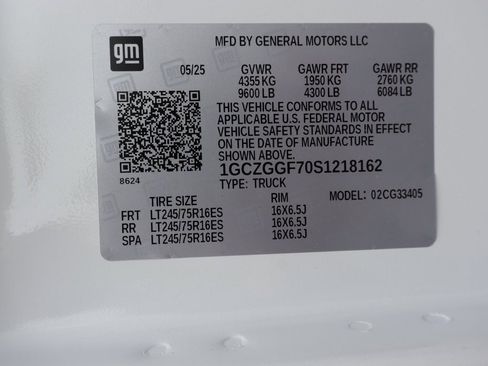 gm
MFD BY GENERAL MOTORS LLC
05/25 GVWR GAWR FRT GAWR RR
4355 KG 1950 KG 2760 KG
9600 LB 4300 LB 6084 LB
THIS VEHICLE CONFORMS TO ALL
APPLICABLE U.S. FEDERAL MOTOR
VEHICLE SAFETY STANDARDS IN EFFECT
ON THE DATE OF MANUFACTURE
SHOWN ABOVE.
8624
1GCZGGF70S1218162
TYPE: TRUCK
MODEL: 02CG33405
TIRE SIZE RIM
FRT LT245/75R16ES 16X6.5J
RR LT245/75R16ES 16X6.5J
SPA LT245/75R16ES 16X6.5J